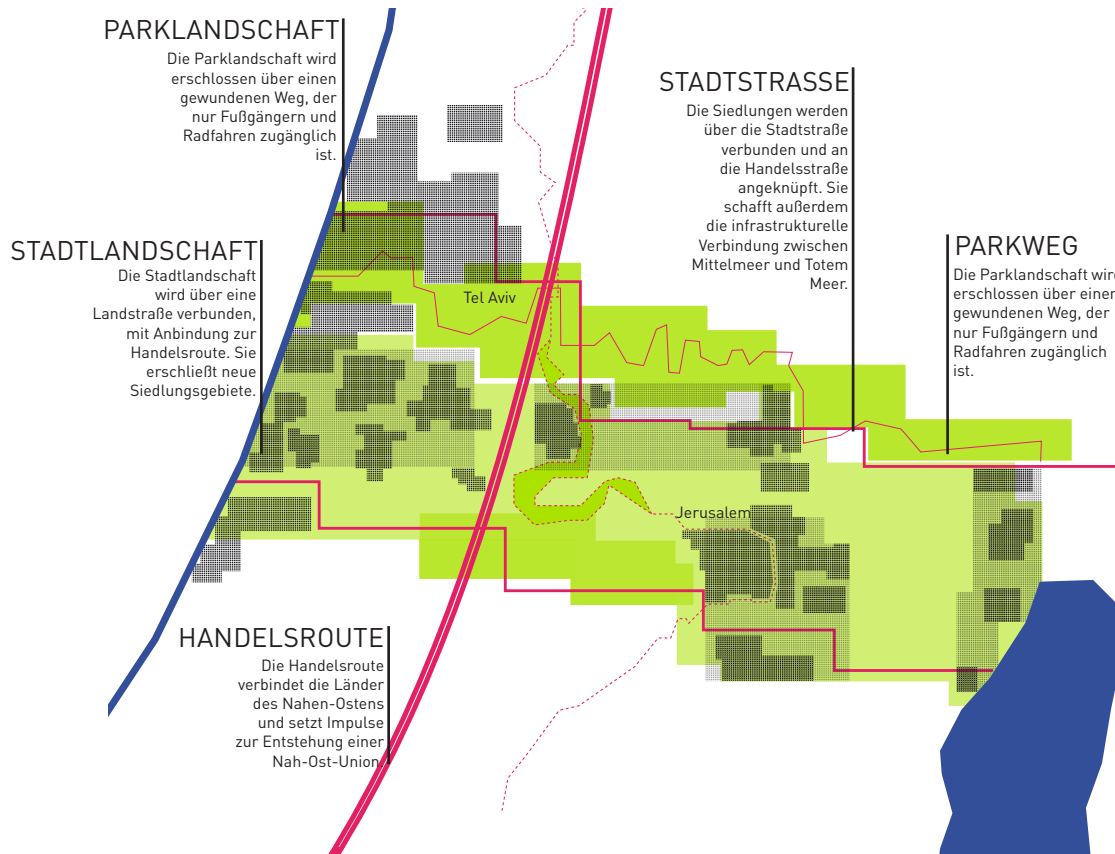 PARKLANDSCHAFT
Die Parklandschaft wird
erschlossen über einen
gewundenen Weg, der
nur Fußgängern und
Radfahren zugänglich
ist.
STADTSTRASSE
Die Siedlungen werden
über die Stadtstraße
verbunden und an
die Handelsstraße
angeknüpft. Sie
schafft außerdem
die infrastrukturelle
Verbindung zwischen
Mittelmeer und Totem
Meer.
STADTLANDSCHAFT
Die Stadtlandschaft
wird über eine
Landstraße verbunden,
mit Anbindung zur
Handelsroute. Sie
erschließt neue
Siedlungsgebiete.
PARKWEG
Die Parklandschaft wird
erschlossen über einen
gewundenen Weg, der
nur Fußgängern und
Radfahren zugänglich
ist.
Tel Aviv
Jerusalem
HANDELSROUTE
Die Handelsroute
verbindet die Länder
des Nahen-Ostens
und setzt Impulse
zur Entstehung einer
Nah-Ost-Union.